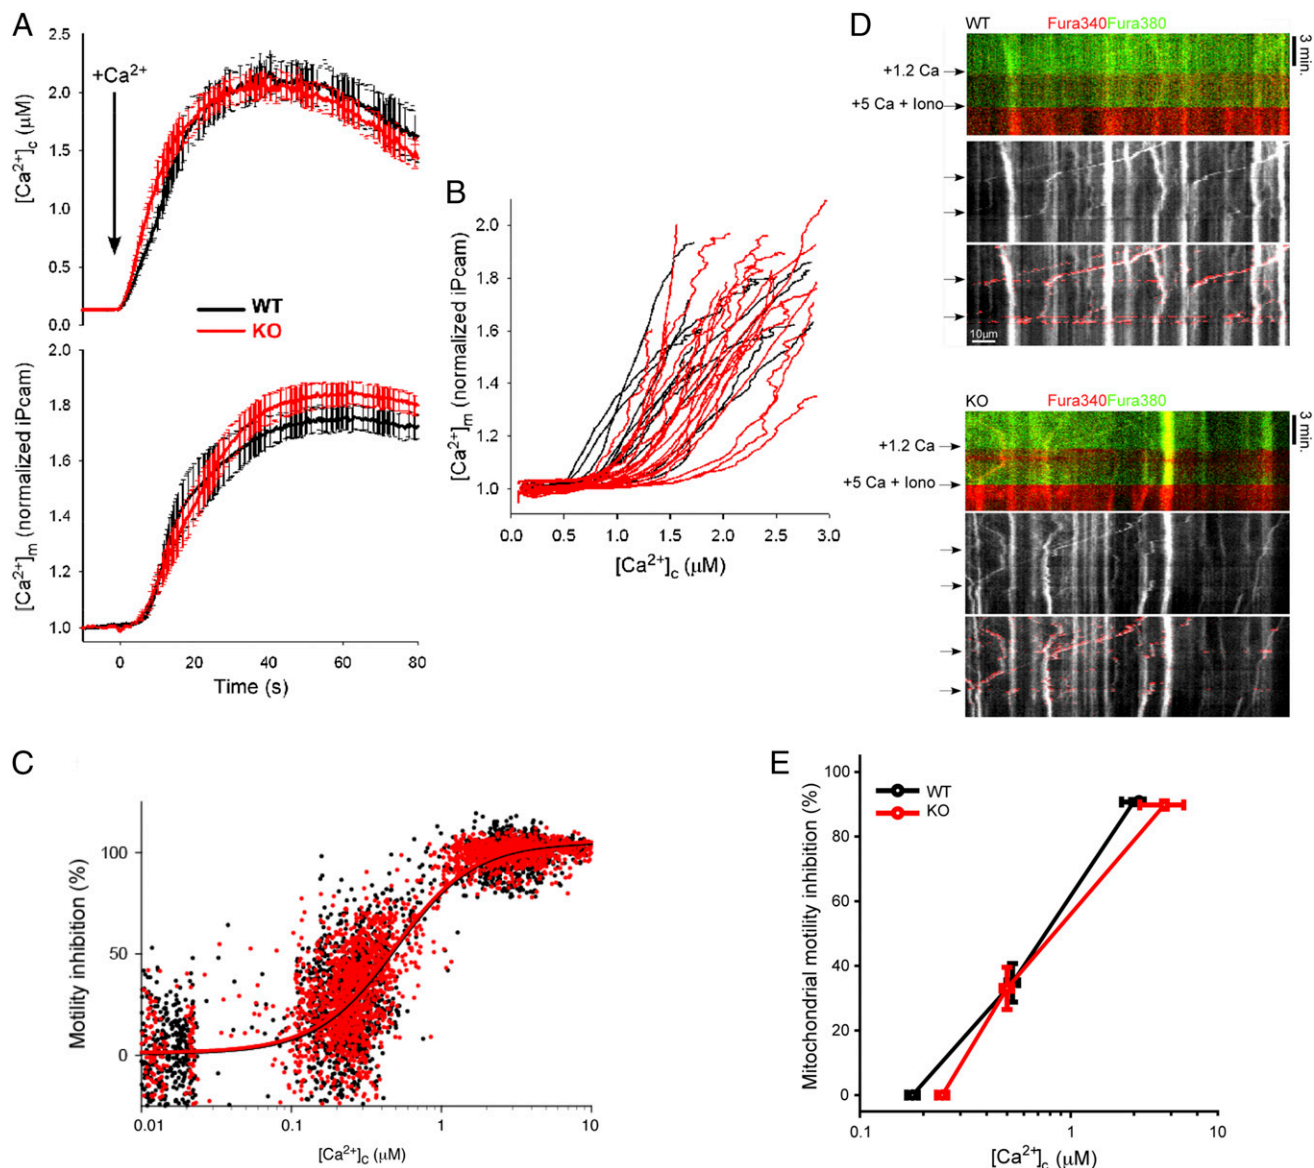 A
+Ca²⁺
[Ca²⁺]c (μM)
2.5
2.0
1.5
1.0
0.5
0.0
WT
KO
[Ca²⁺]m (normalized iPcam)
2.0
1.8
1.6
1.4
1.2
1.0
0
20
40
60
80
Time (s)
B
[Ca²⁺]m (normalized iPcam)
2.0
1.8
1.6
1.4
1.2
1.0
0.0
0.5
1.0
1.5
2.0
2.5
3.0
[Ca²⁺]c (μM)
C
Motility inhibition (%)
100
50
0
0.01
0.1
1
10
[Ca²⁺]c (μM)
D
WT
Fura340Fura380
3 min.
+1.2 Ca
+5 Ca + Iono
10μm
KO
Fura340Fura380
3 min.
+1.2 Ca
+5 Ca + Iono
E
Mitochondrial motility inhibition (%)
100
80
60
40
20
0
WT
KO
0.1
1
10
[Ca²⁺]c (μM)